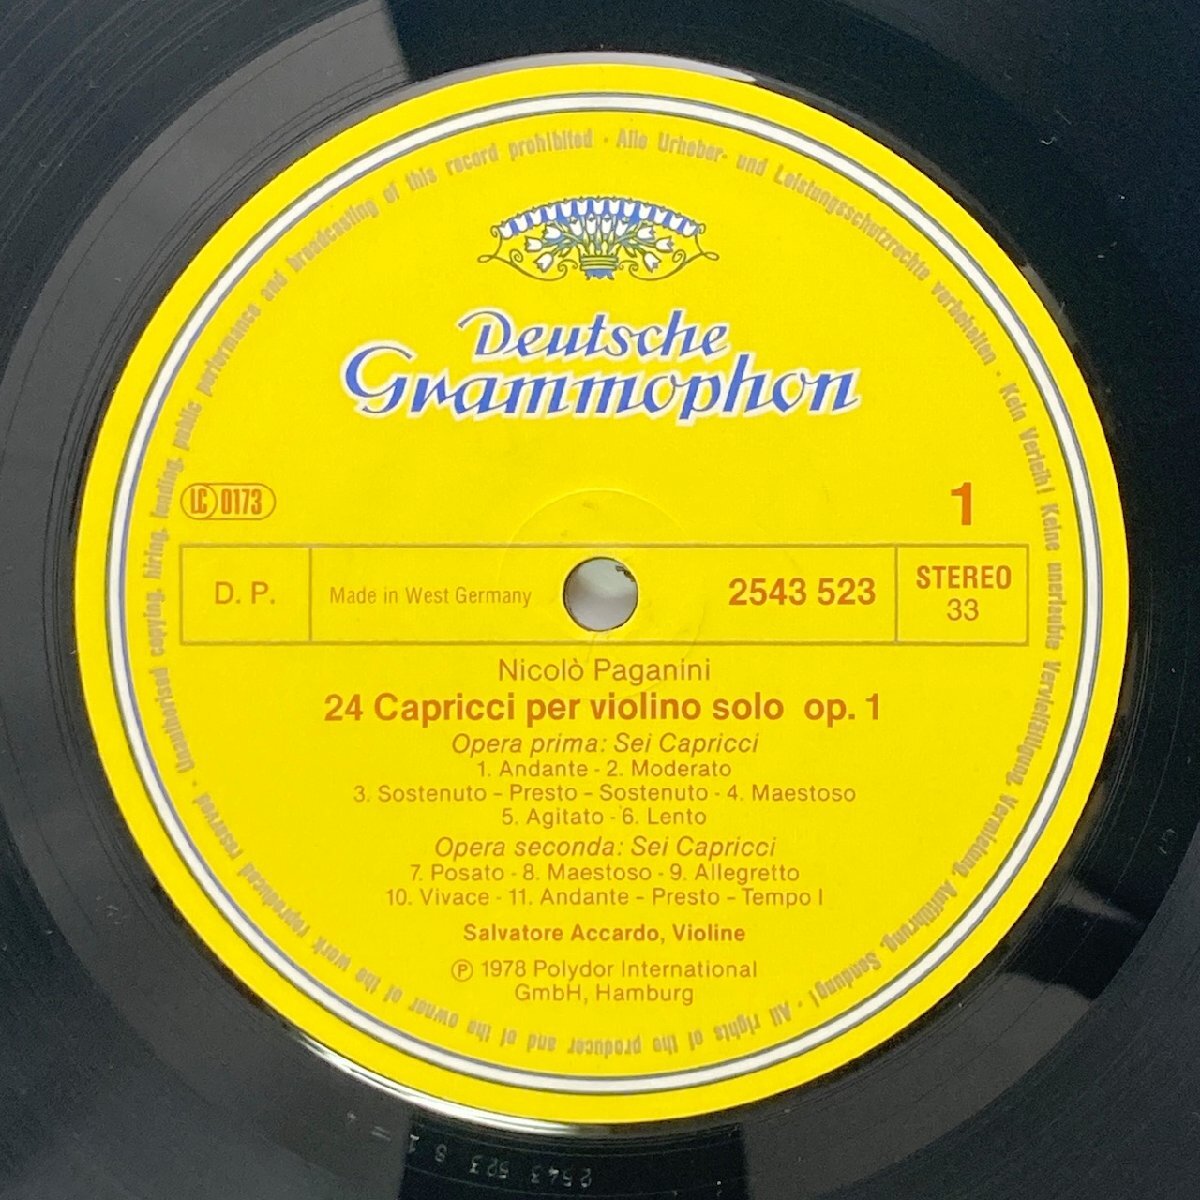 Deutsche
Grammophon
LC 0173
1
D. P.
Made in West Germany
2543 523
STEREO
33
Nicolò Paganini
24 Capricci per violino solo op. 1
Opera prima: Sei Capricci
1. Andante - 2. Moderato
3. Sostenuto – Presto – Sostenuto - 4. Maestoso
5. Agitato - 6. Lento
Opera seconda: Sei Capricci
7. Posato - 8. Maestoso - 9. Allegretto
10. Vivace - 11. Andante – Presto – Tempo I
Salvatore Accardo, Violine
℗ 1978 Polydor International
GmbH, Hamburg
Alle Urheber- und Leistungsschutzrechte vorbehalten · Kein Verleih! Keine unerlaubte Vervielfältigung, Vermietung, Aufführung, Sendung! · All rights of the producer and of the owner of the work reproduced reserved · Unauthorised copying, hiring, lending, public performance and broadcasting of this record prohibited ·
2543 523 S 1 =